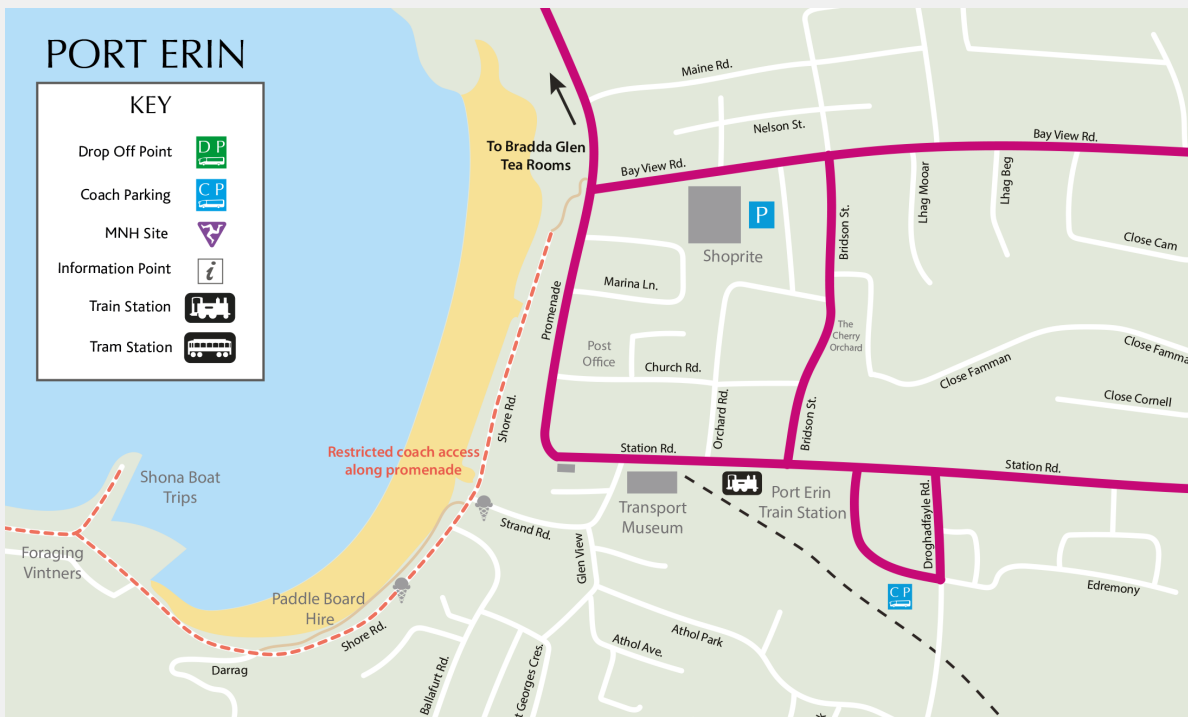 PORT ERIN
KEY
Drop Off Point
D P
Coach Parking
C P
MNH Site
Information Point
i
Train Station
Tram Station
Maine Rd.
Nelson St.
To Bradda Glen
Tea Rooms
Bay View Rd.
Bay View Rd.
Lhag Mooar
Lhag Beg
Bridson St.
P
Shoprite
Close Cam
Marina Ln.
Promenade
Post
Office
The
Cherry
Orchard
Church Rd.
Close Famman
Close Famma
Close Cornell
Shore Rd.
Orchard Rd.
Bridson St.
Restricted coach access
along promenade
Station Rd.
Station Rd.
Shona Boat
Trips
Transport
Museum
Port Erin
Train Station
Droghadfayle Rd.
Strand Rd.
Glen View
Foraging
Vintners
C P
Edremony
Paddle Board
Hire
Shore Rd.
Darrag
Athol Park
Athol Ave.
Ballafurt Rd.
t Georges Cres.